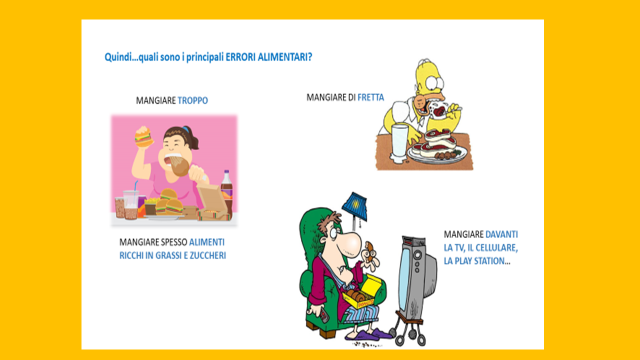 Quindi...quali sono i principali ERRORI ALIMENTARI?
MANGIARE TROPPO
MANGIARE DI FRETTA
MANGIARE SPESSO ALIMENTI
RICCHI IN GRASSI E ZUCCHERI
MANGIARE DAVANTI
LA TV, IL CELLULARE,
LA PLAY STATION...